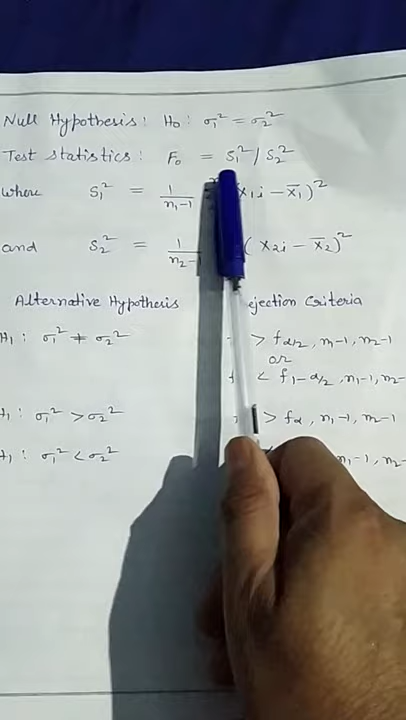 Null Hypothesis: H₀: σ₁² = σ₂²
Test statistics: F₀ = S₁² / S₂²
where S₁² = 1/(n₁-1) x₁i - x̄₁)²
and S₂² = 1/(n₂-1 ( x₂i - x̄₂)²
Alternative Hypothesis ejection Criteria
H₁: σ₁² ≠ σ₂² > fα/₂, n₁-1, n₂-1
or
< f₁-α/₂, n₁-1, n₂-
H₁: σ₁² > σ₂² > fα, n₁-1, n₂-1
H₁: σ₁² < σ₂² n₁-1, n₂-